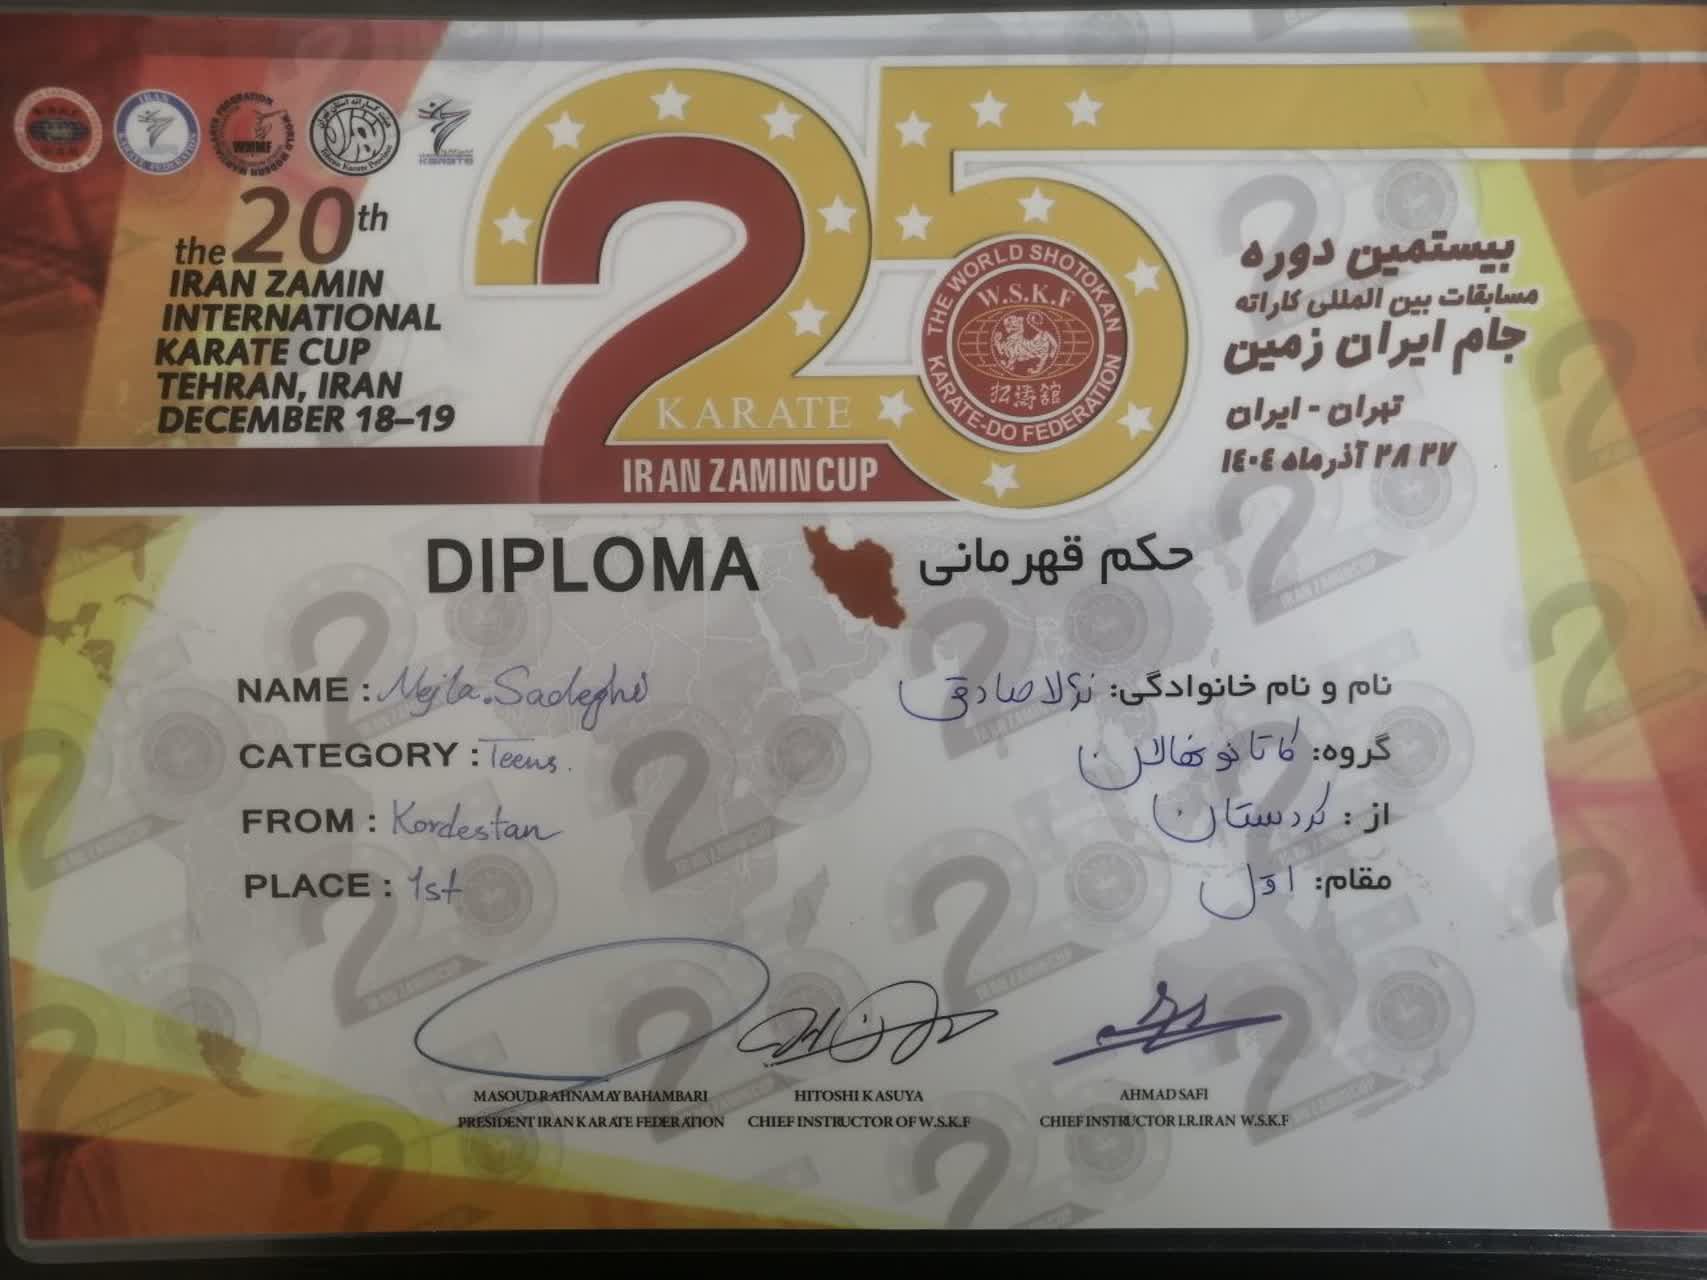 the 20th
IRAN ZAMIN
INTERNATIONAL
KARATE CUP
TEHRAN, IRAN
DECEMBER 18–19
25
KARATE
IRAN ZAMIN CUP
THE WORLD SHOTOKAN
W.S.K.F
KARATE-DO FEDERATION
بیستمین دوره
مسابقات بین المللی کاراته
جام ایران زمین
تهران - ایران
۲۷ ۲۸ آذرماه ۱٤۰٤
DIPLOMA
حکم قهرمانی
NAME : Nejla.Sadeghi
نام و نام خانوادگی: نژلا صادقی
CATEGORY : Teens.
گروه: کاتا نونهالان
FROM : Kordestan
از : کردستان
PLACE : 1st
مقام: اول
MASOUD RAHNAMAY BAHAMBARI
PRESIDENT IRAN KARATE FEDERATION
HITOSHI KASUYA
CHIEF INSTRUCTOR OF W.S.K.F
AHMAD SAFI
CHIEF INSTRUCTOR I.R.IRAN W.S.K.F